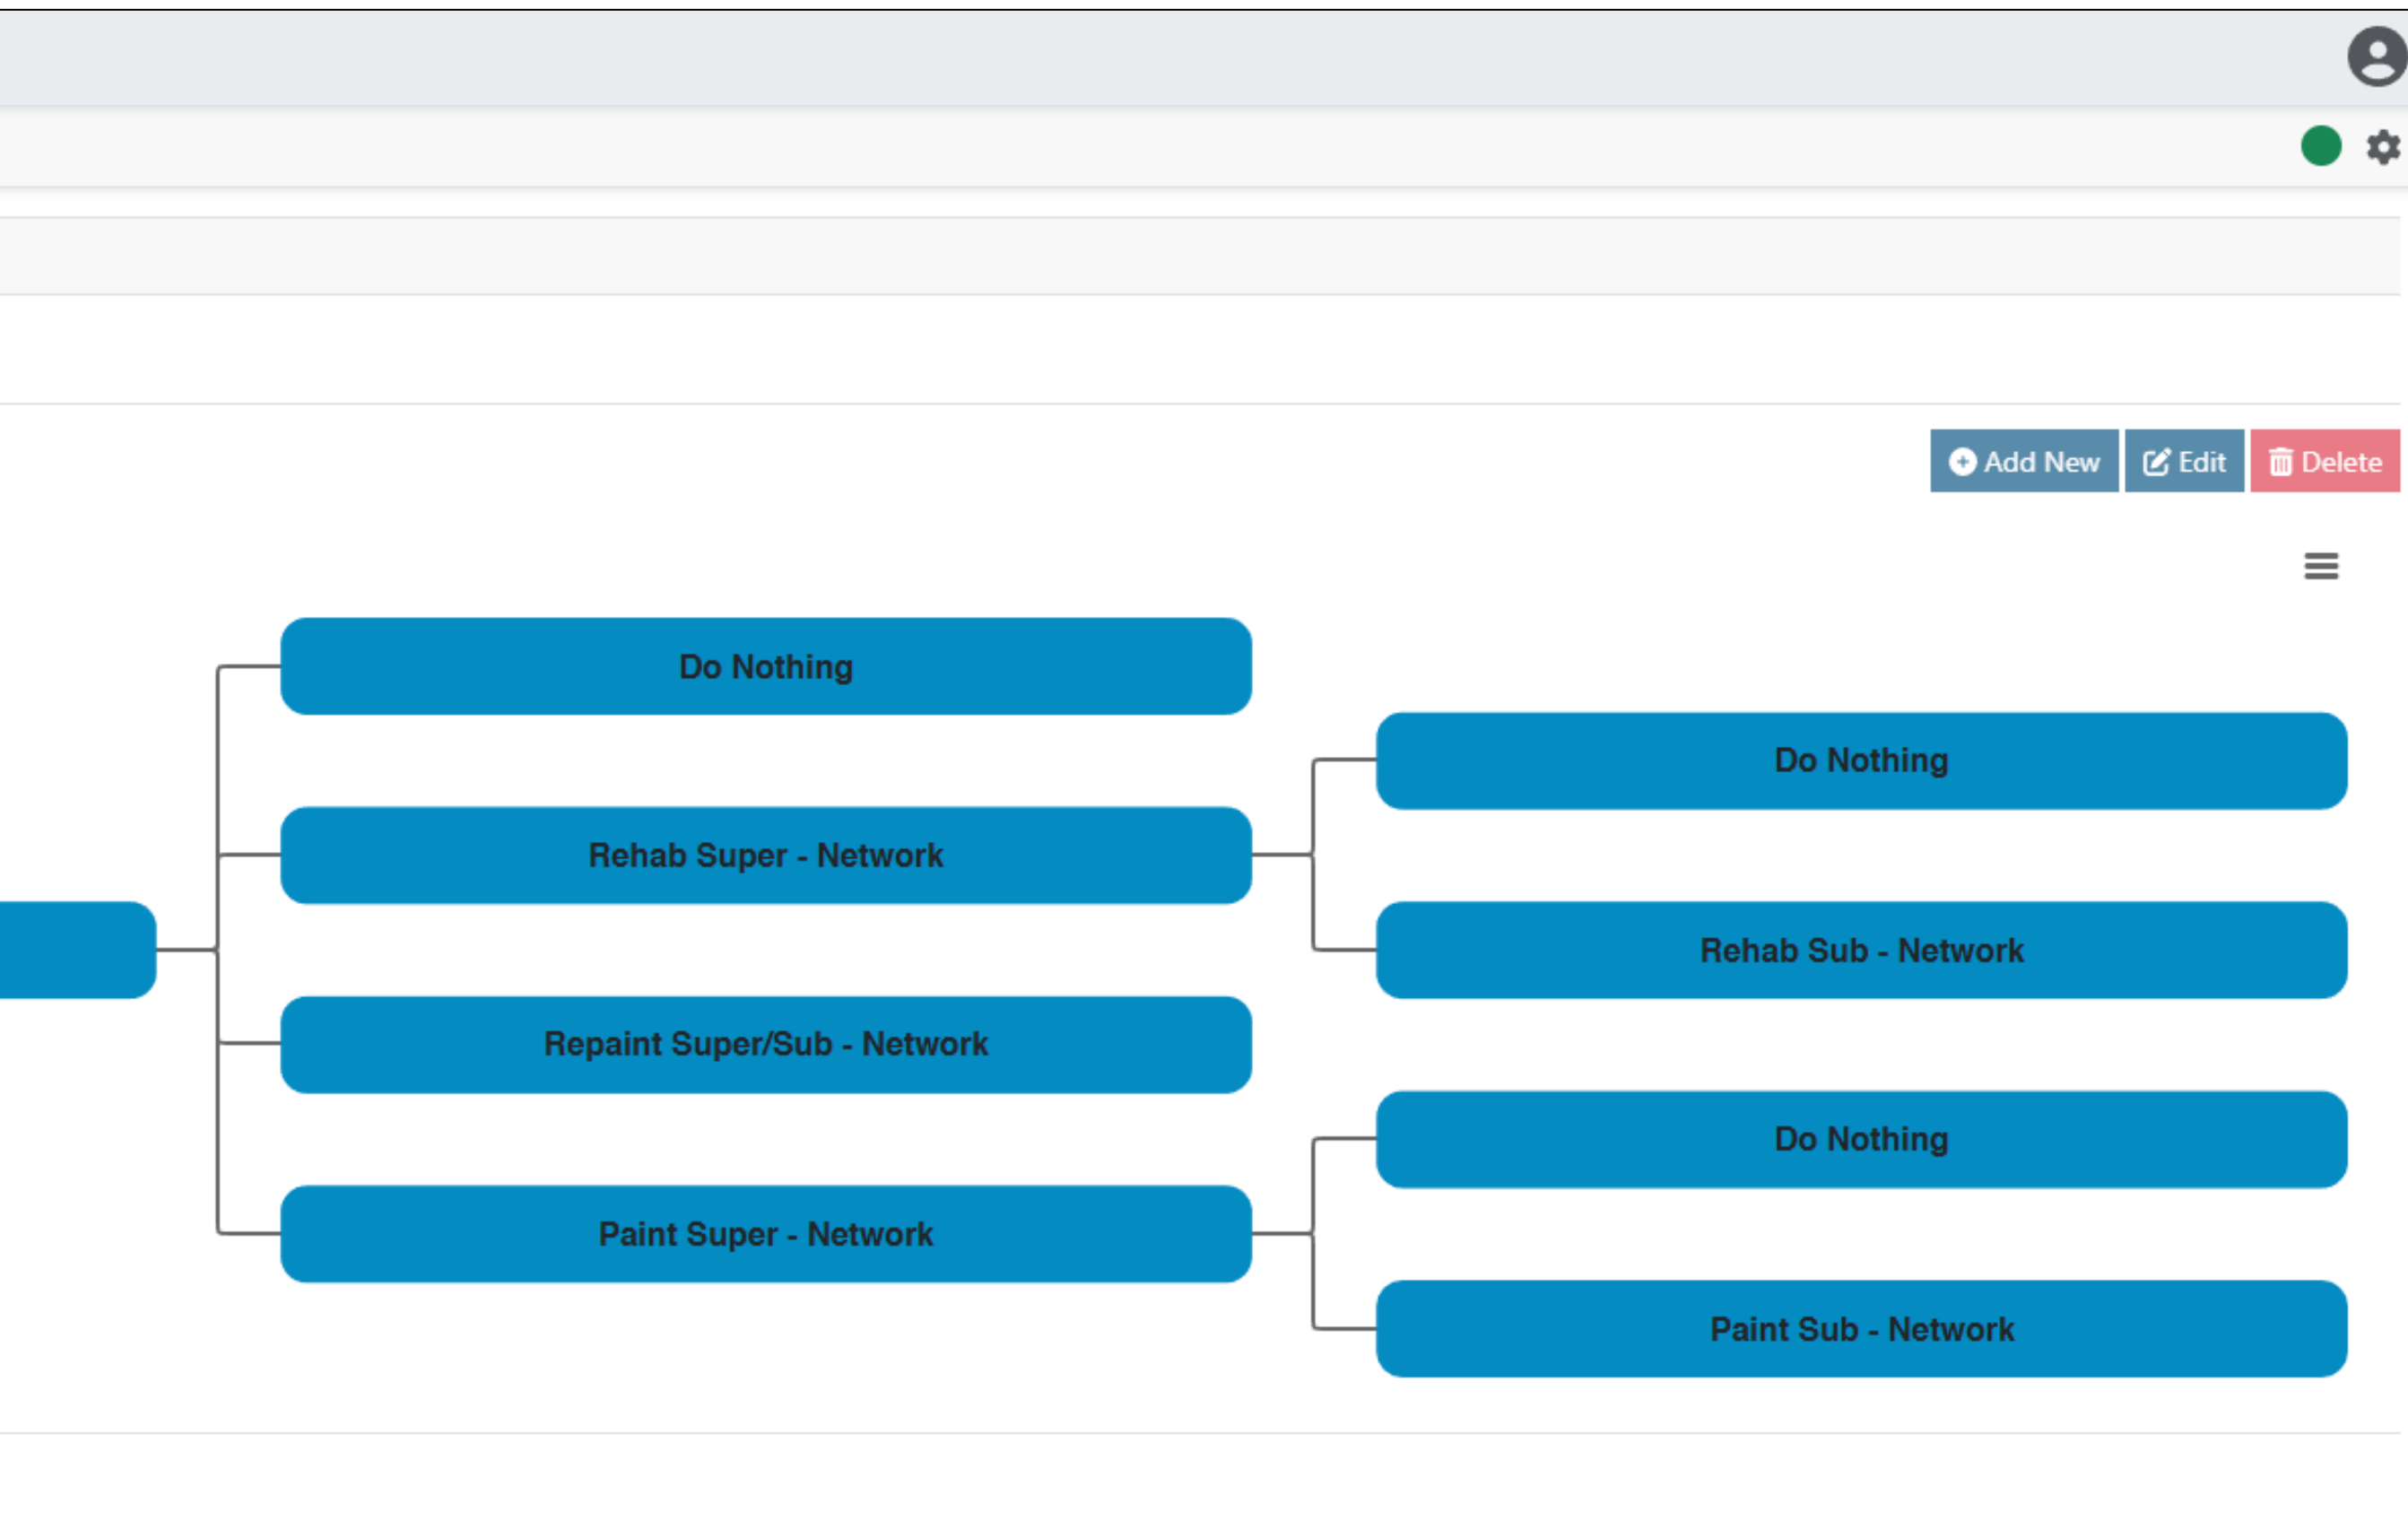 Add New
Edit
Delete
Do Nothing
Do Nothing
Rehab Super - Network
Rehab Sub - Network
Repaint Super/Sub - Network
Do Nothing
Paint Super - Network
Paint Sub - Network